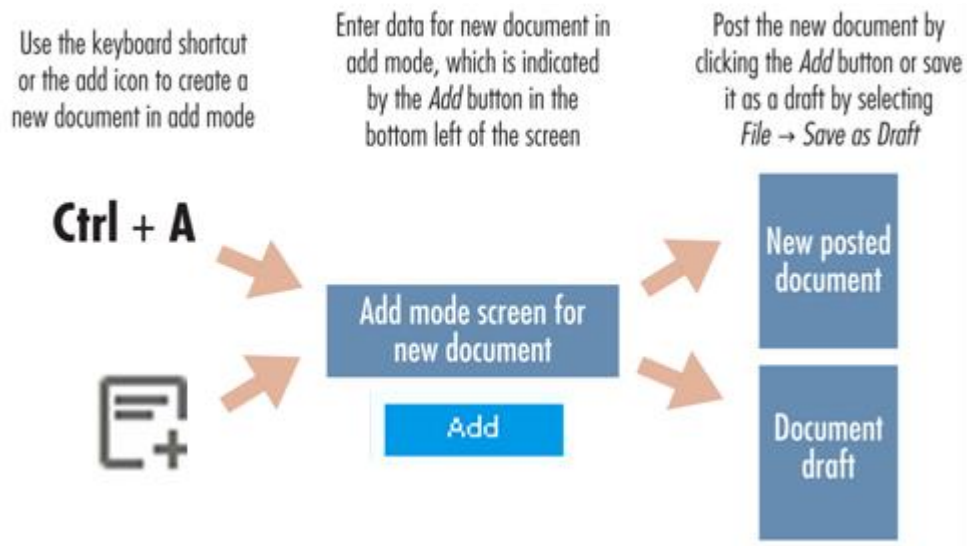 Use the keyboard shortcut
or the add icon to create a
new document in add mode
Enter data for new document in
add mode, which is indicated
by the Add button in the
bottom left of the screen
Post the new document by
clicking the Add button or save
it as a draft by selecting
File → Save as Draft
Ctrl + A
Add mode screen for
new document
Add
New posted
document
Document
draft